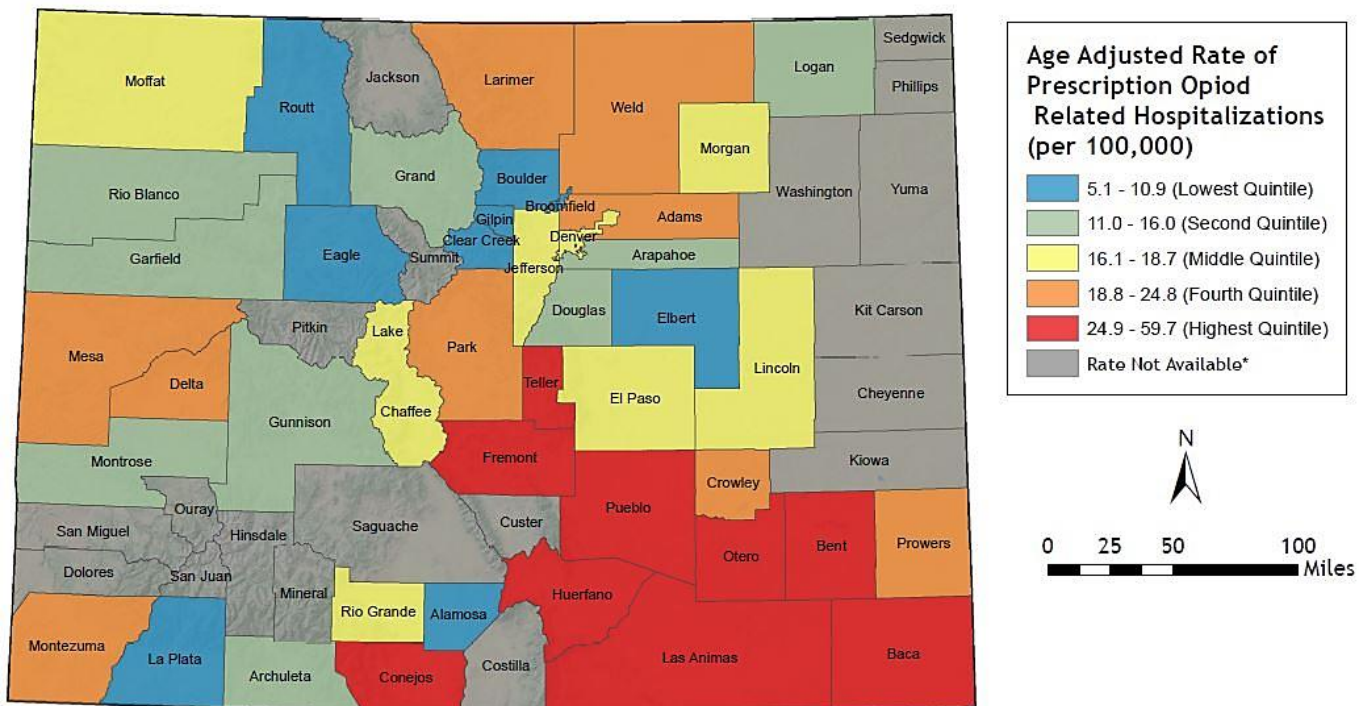 Sedgwick
Logan
Moffat
Jackson
Larimer
Phillips
Weld
Routt
Morgan
Grand
Boulder
Washington
Yuma
Rio Blanco
Broomfield
Adams
Gilpin
Denver
Clear Creek
Garfield
Eagle
Summit
Jefferson
Arapahoe
Douglas
Elbert
Kit Carson
Pitkin
Lake
Park
Mesa
Lincoln
Delta
Teller
Cheyenne
El Paso
Chaffee
Gunnison
Fremont
Montrose
Kiowa
Crowley
Ouray
Pueblo
San Miguel
Hinsdale
Saguache
Custer
Otero
Bent
Prowers
Dolores
San Juan
Mineral
Huerfano
Rio Grande
Alamosa
Montezuma
La Plata
Las Animas
Baca
Costilla
Archuleta
Conejos
Age Adjusted Rate of
Prescription Opiod
Related Hospitalizations
(per 100,000)
5.1 - 10.9 (Lowest Quintile)
11.0 - 16.0 (Second Quintile)
16.1 - 18.7 (Middle Quintile)
18.8 - 24.8 (Fourth Quintile)
24.9 - 59.7 (Highest Quintile)
Rate Not Available*
N
0 25 50 100
Miles